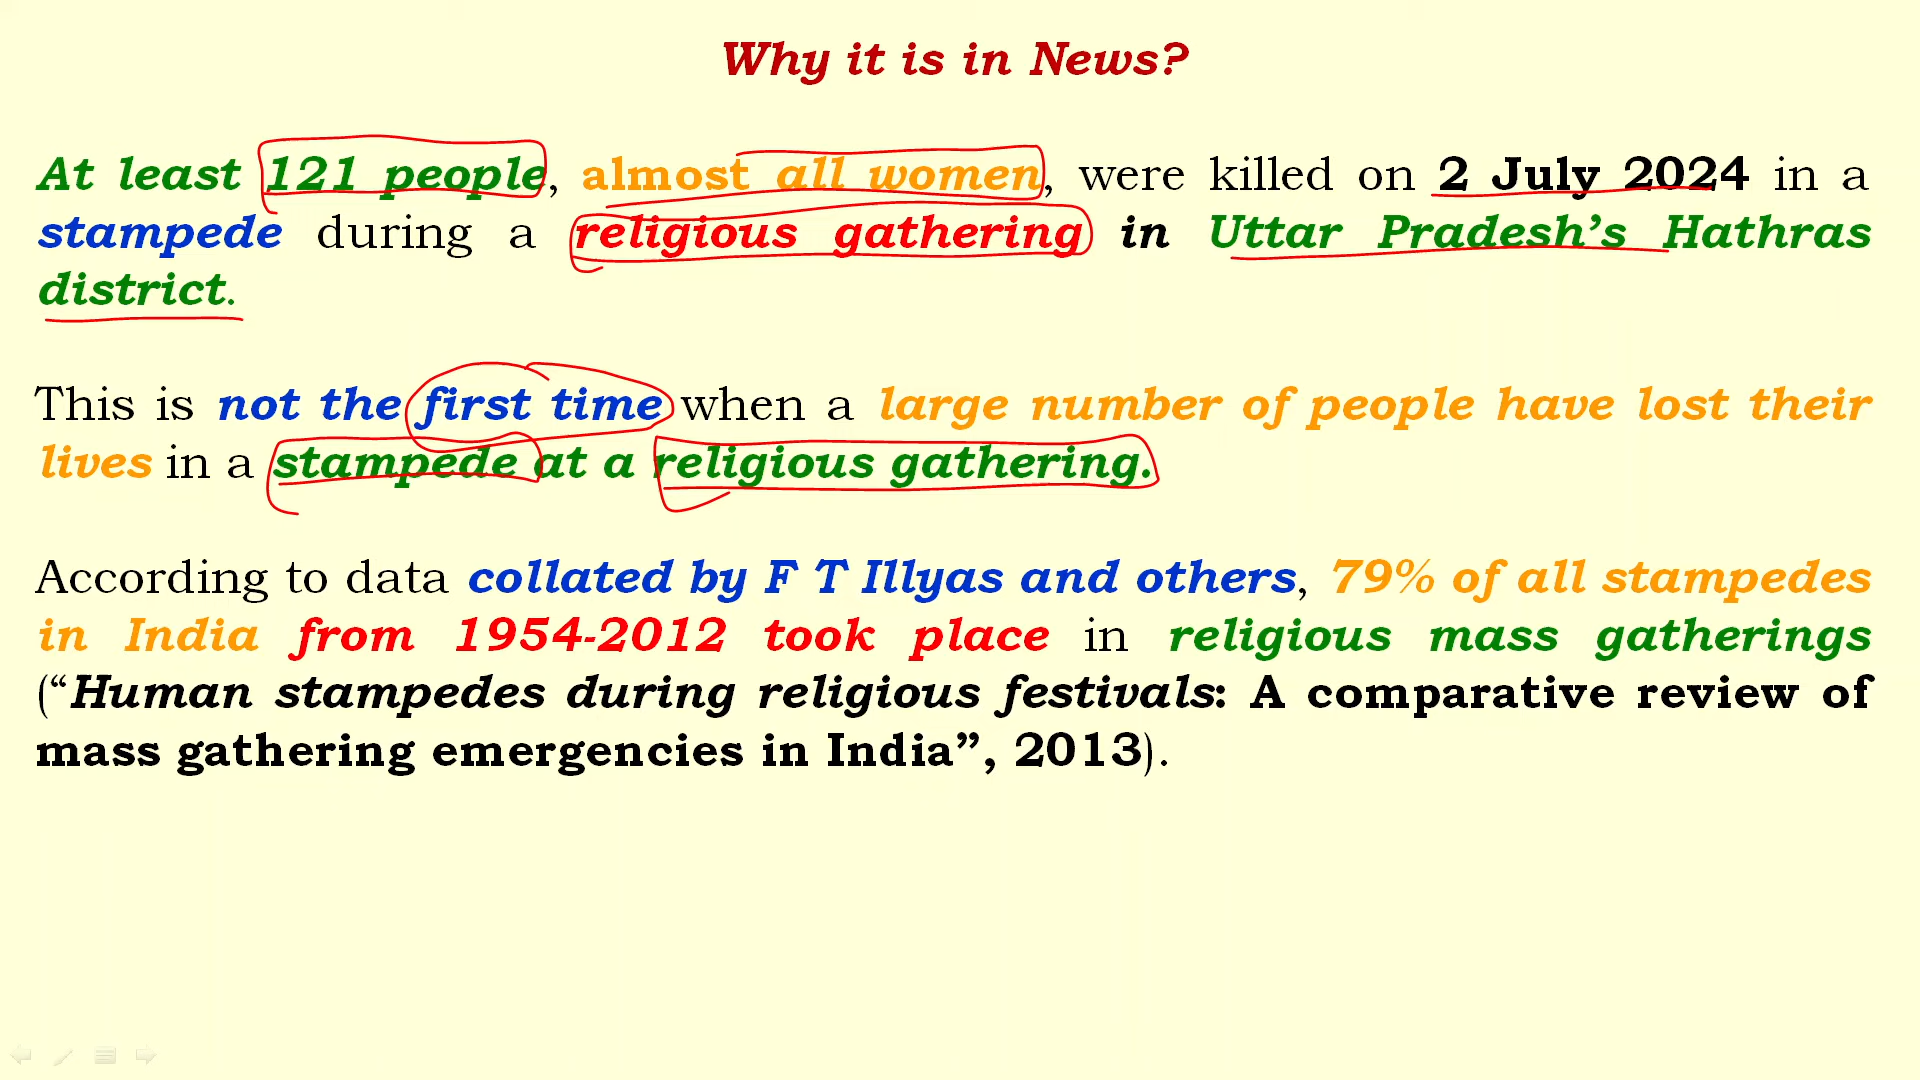 Why it is in News?
At least 121 people, almost all women, were killed on 2 July 2024 in a
stampede during a religious gathering in Uttar Pradesh’s Hathras
district.
This is not the first time when a large number of people have lost their
lives in a stampede at a religious gathering.
According to data collated by F T Illyas and others, 79% of all stampedes
in India from 1954-2012 took place in religious mass gatherings
(“Human stampedes during religious festivals: A comparative review of
mass gathering emergencies in India”, 2013).